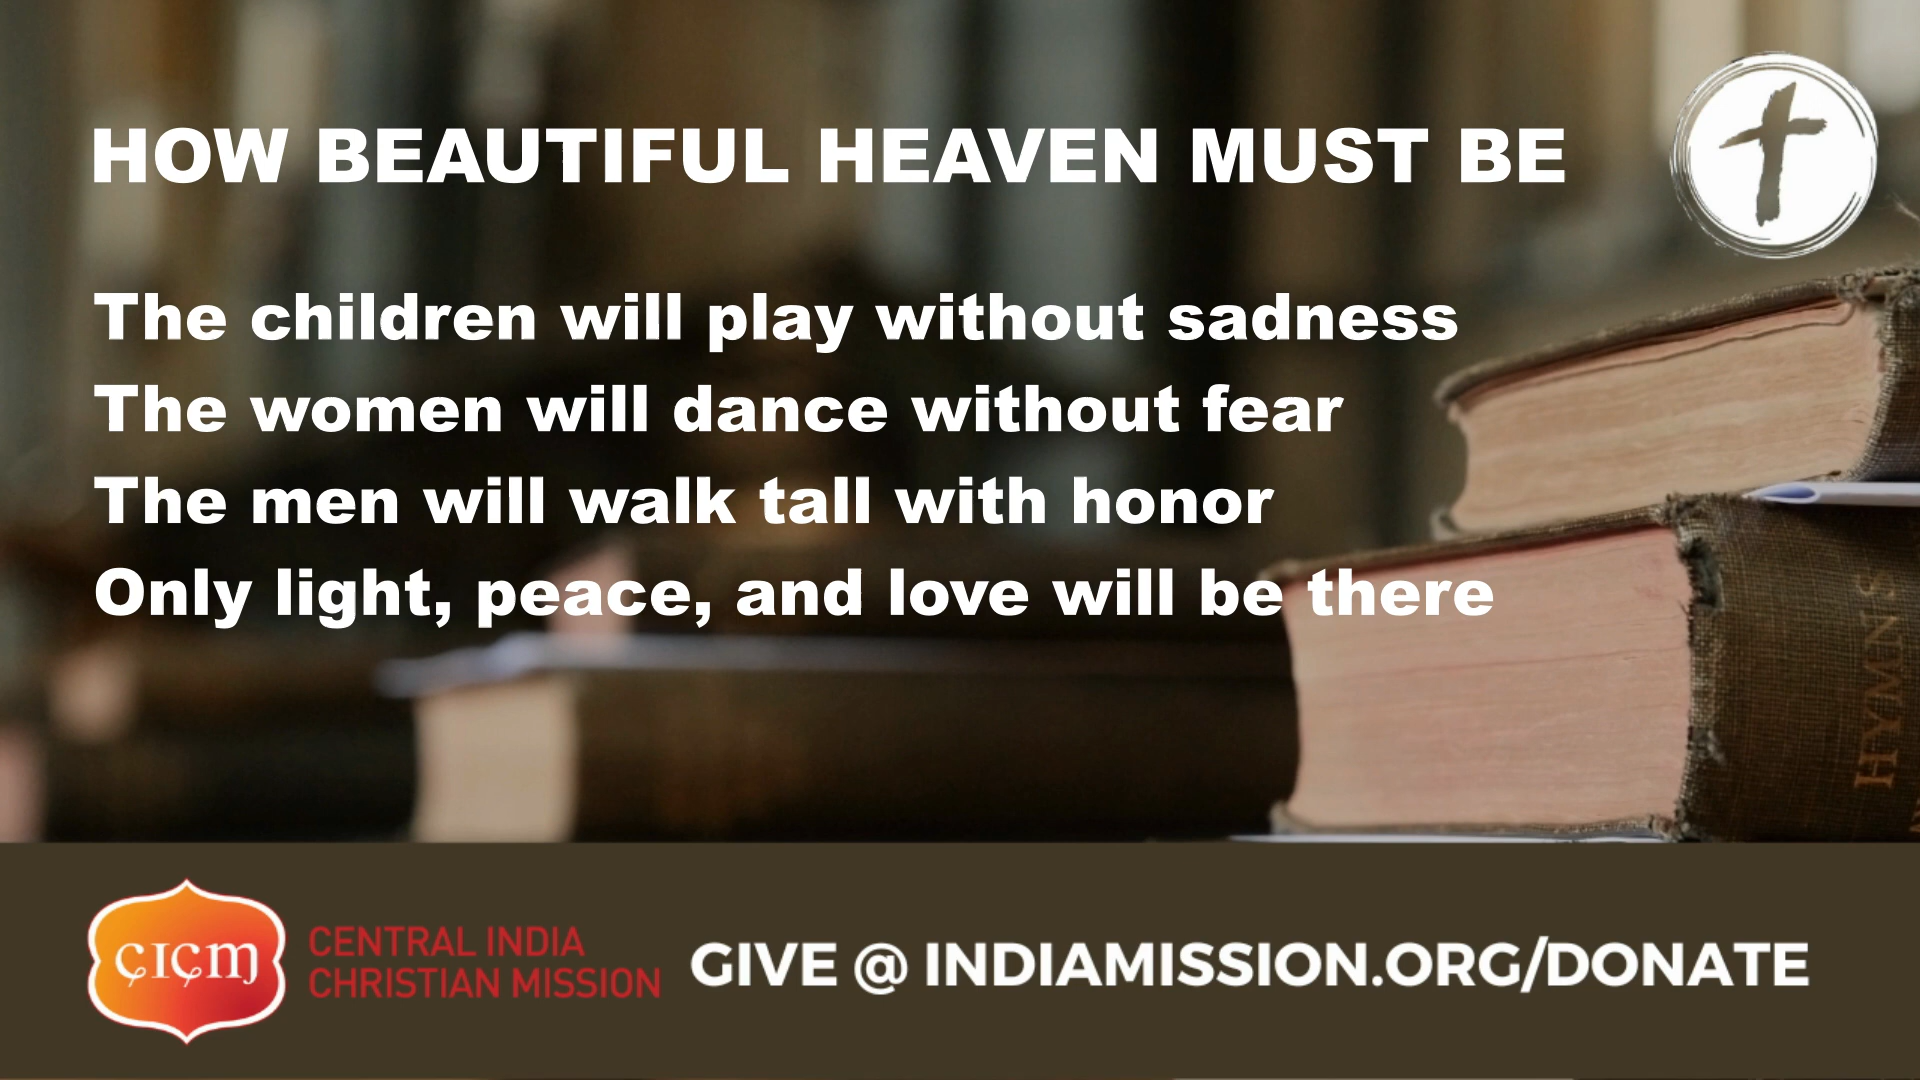 HOW BEAUTIFUL HEAVEN MUST BE
The children will play without sadness
The women will dance without fear
The men will walk tall with honor
Only light, peace, and love will be there
HYMNS
CICM
CENTRAL INDIA
CHRISTIAN MISSION
GIVE @ INDIAMISSION.ORG/DONATE